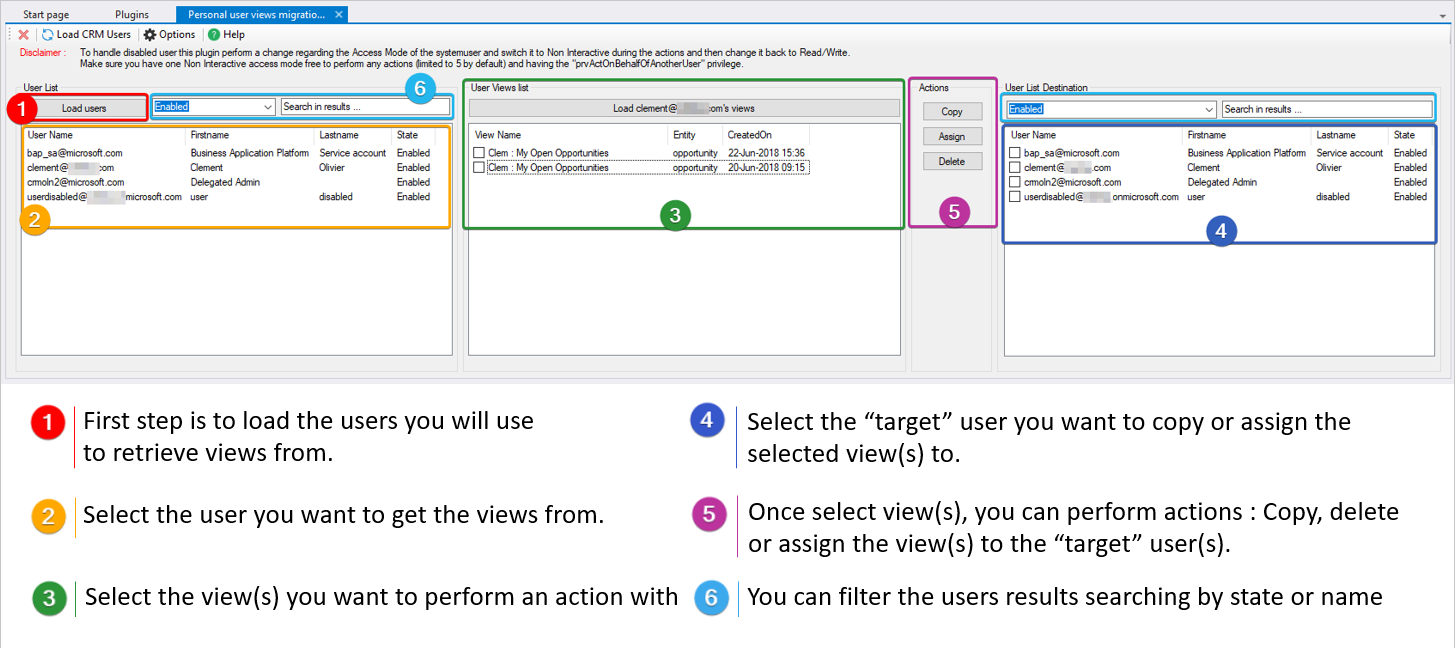 Start page Plugins Personal user views migratio... ×
Load CRM Users Options ? Help
Disclaimer : To handle disabled user this plugin perform a change regarding the Access Mode of the systemuser and switch it to Non Interactive during the actions and then change it back to Read/Write.
Make sure you have one Non Interactive access mode free to perform any actions (limited to 5 by default) and having the "prvActOnBehalfOfAnotherUser" privilege.
User List
1 Load users Enabled Search in results ... 6
User Name Firstname Lastname State
bap_sa@microsoft.com Business Application Platform Service account Enabled
clement@ .com Clement Olivier Enabled
crmoln2@microsoft.com Delegated Admin Enabled
userdisabled@ microsoft.com user disabled Enabled
2
User Views list
Load clement@ om's views
View Name Entity CreatedOn
Clem : My Open Opportunities opportunity 22-Jun-2018 15:36
Clem : My Open Opportunities opportunity 20-Jun-2018 09:15
3
Actions
Copy
Assign
Delete
5
User List Destination
Enabled Search in results ...
User Name Firstname Lastname State
bap_sa@microsoft.com Business Application Platform Service account Enabled
clement@ .com Clement Olivier Enabled
crmoln2@microsoft.com Delegated Admin Enabled
userdisabled@ onmicrosoft.com user disabled Enabled
4
1 First step is to load the users you will use
to retrieve views from.
2 Select the user you want to get the views from.
3 Select the view(s) you want to perform an action with
4 Select the “target” user you want to copy or assign the
selected view(s) to.
5 Once select view(s), you can perform actions : Copy, delete
or assign the view(s) to the “target” user(s).
6 You can filter the users results searching by state or name